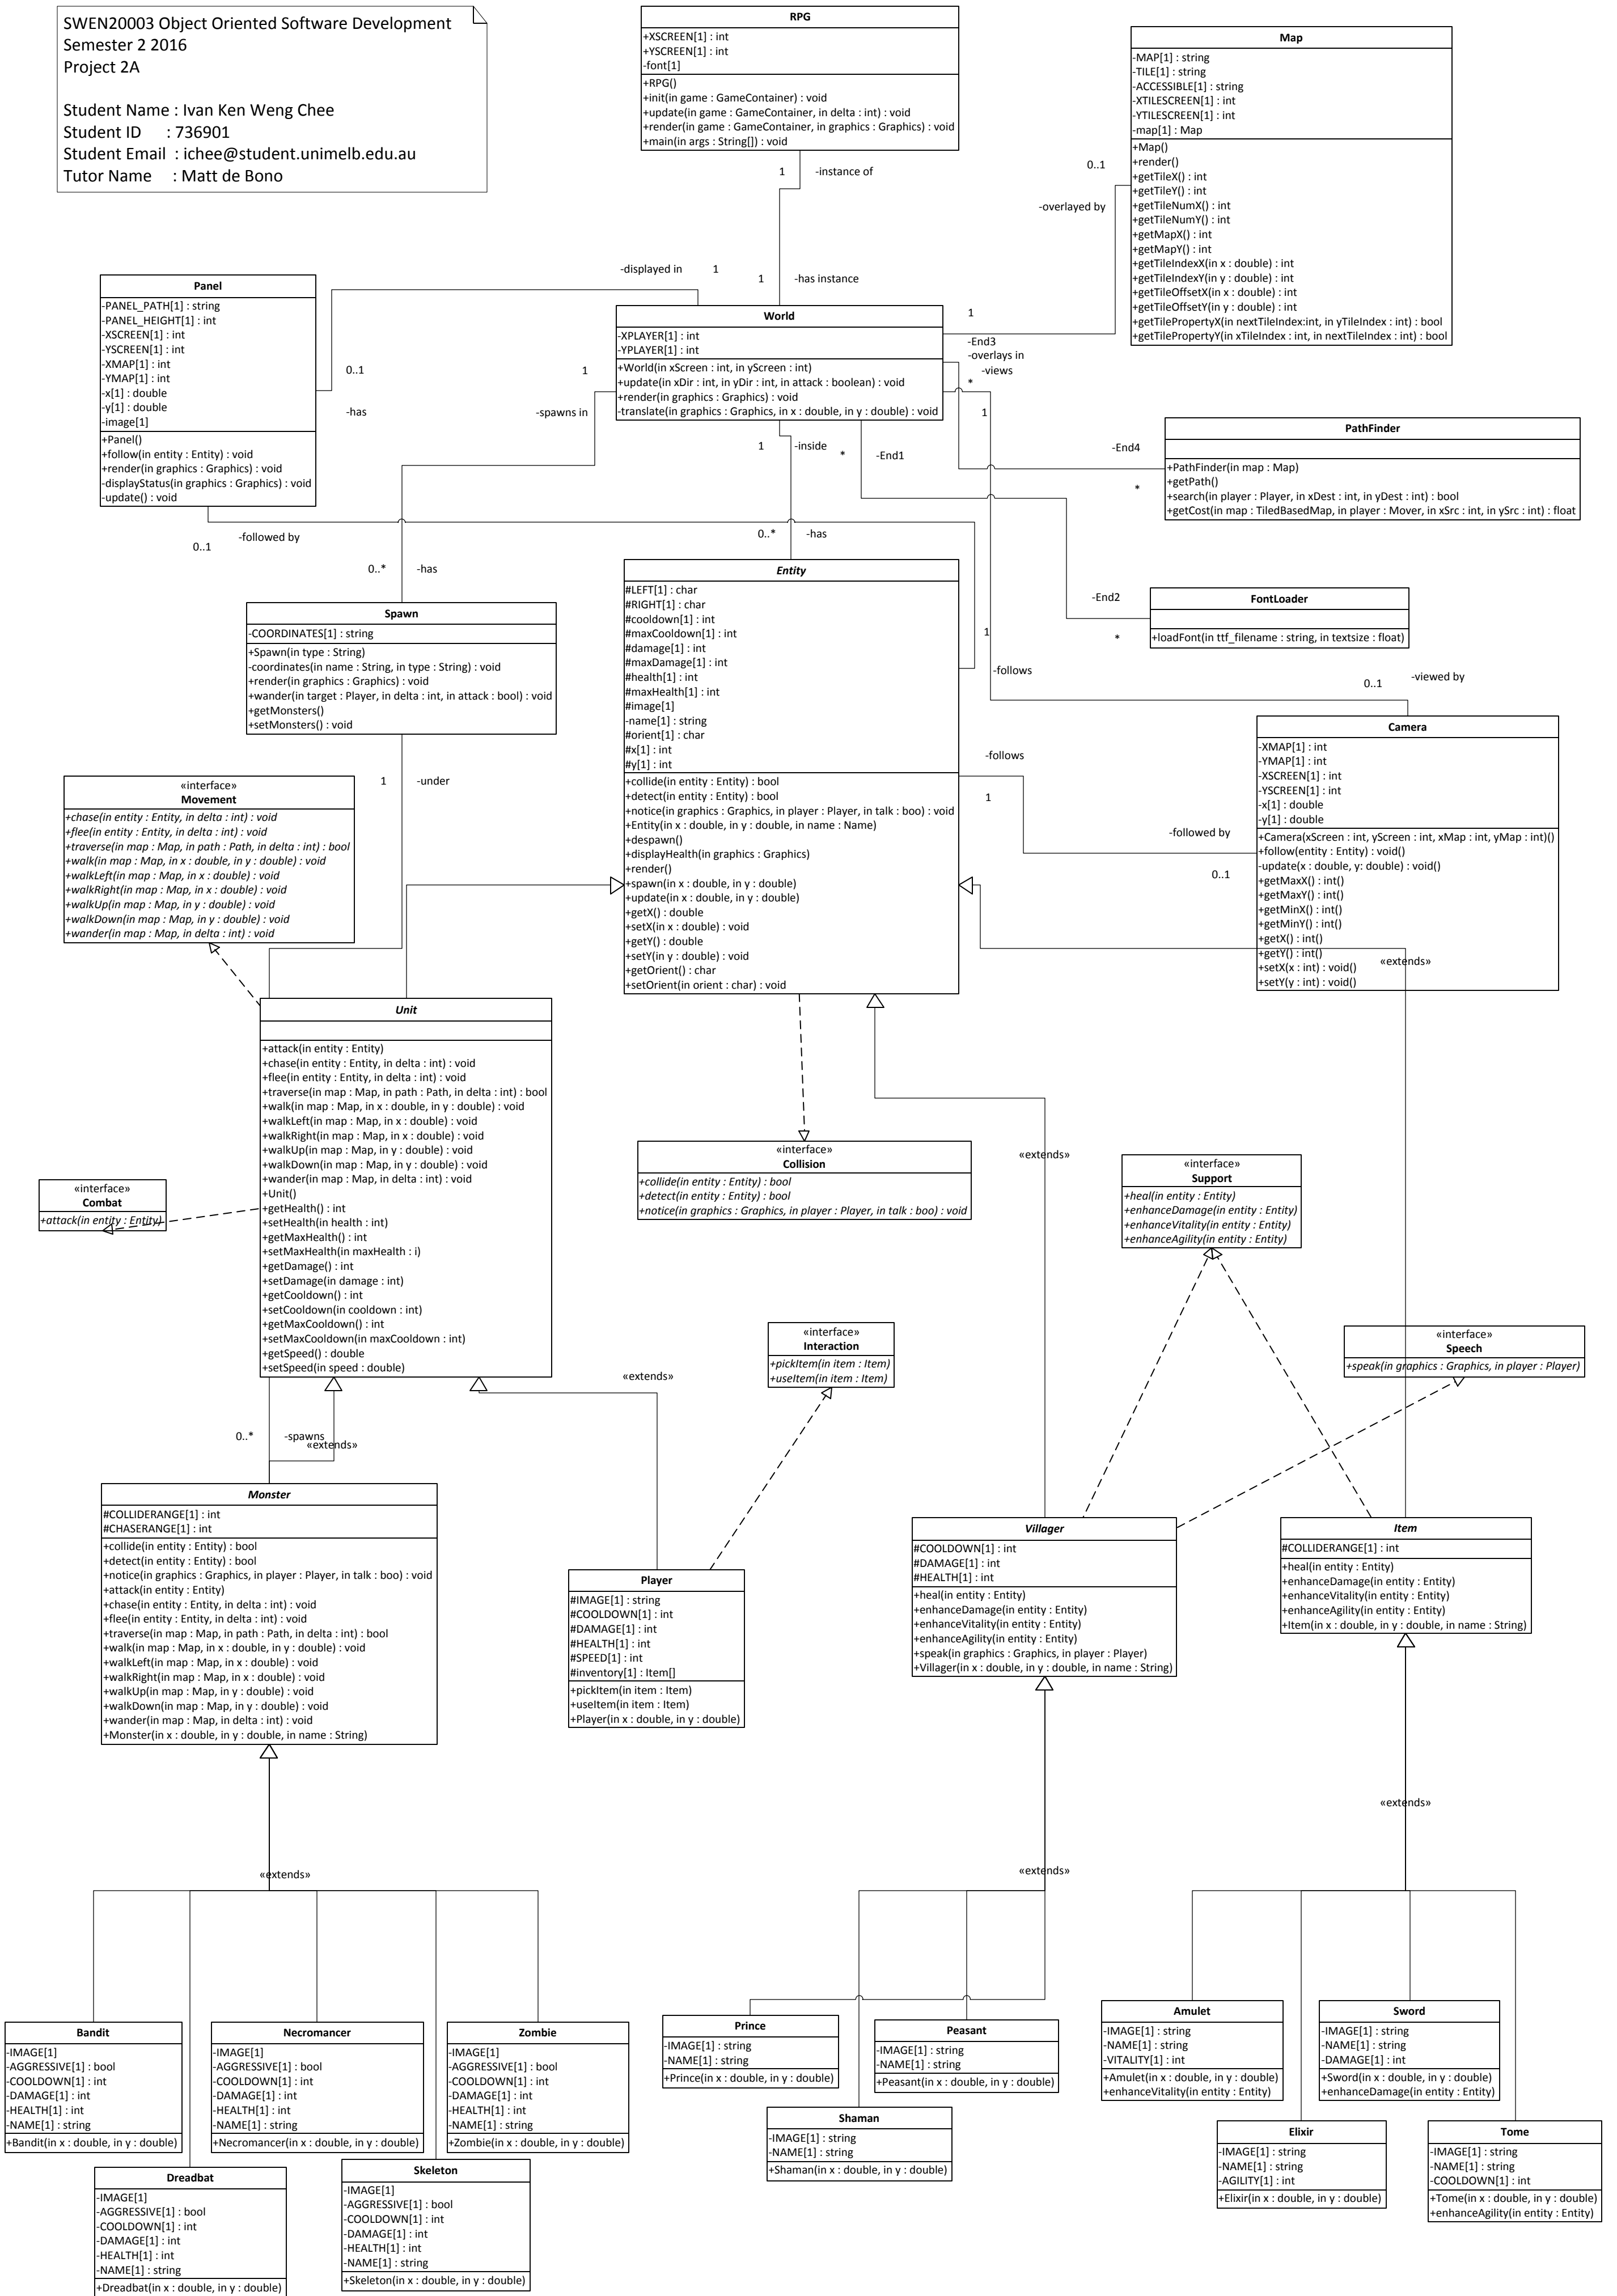 SWEN20003 Object Oriented Software Development
Semester 2 2016
Project 2A
Student Name : Ivan Ken Weng Chee
Student ID : 736901
Student Email : ichee@student.unimelb.edu.au
Tutor Name : Matt de Bono
RPG
+XSCREEN[1] : int
+YSCREEN[1] : int
-font[1]
+RPG()
+init(in game : GameContainer) : void
+update(in game : GameContainer, in delta : int) : void
+render(in game : GameContainer, in graphics : Graphics) : void
+main(in args : String[]) : void
Map
-MAP[1] : string
-TILE[1] : string
-ACCESSIBLE[1] : string
-XTILESCREEN[1] : int
-YTILESCREEN[1] : int
-map[1] : Map
+Map()
+render()
+getTileX() : int
+getTileY() : int
+getTileNumX() : int
+getTileNumY() : int
+getMapX() : int
+getMapY() : int
+getTileIndexX(in x : double) : int
+getTileIndexY(in y : double) : int
+getTileOffsetX(in x : double) : int
+getTileOffsetY(in y : double) : int
+getTilePropertyX(in nextTileIndex:int, in yTileIndex : int) : bool
+getTilePropertyY(in xTileIndex : int, in nextTileIndex : int) : bool
1 -instance of
0..1
-overlayed by
-displayed in 1
1 -has instance
Panel
-PANEL_PATH[1] : string
-PANEL_HEIGHT[1] : int
-XSCREEN[1] : int
-YSCREEN[1] : int
-XMAP[1] : int
-YMAP[1] : int
-x[1] : double
-y[1] : double
-image[1]
+Panel()
+follow(in entity : Entity) : void
+render(in graphics : Graphics) : void
-displayStatus(in graphics : Graphics) : void
-update() : void
0..1
-has
World
-XPLAYER[1] : int
-YPLAYER[1] : int
+World(in xScreen : int, in yScreen : int)
+update(in xDir : int, in yDir : int, in attack : boolean) : void
+render(in graphics : Graphics) : void
-translate(in graphics : Graphics, in x : double, in y : double) : void
1
-spawns in
1
-End3
-overlays in
-views
*
1
1 -inside
* -End1
-End4
*
PathFinder
+PathFinder(in map : Map)
+getPath()
+search(in player : Player, in xDest : int, in yDest : int) : bool
+getCost(in map : TiledBasedMap, in player : Mover, in xSrc : int, in ySrc : int) : float
0..1
-followed by
0..* -has
0..* -has
-End2
*
FontLoader
+loadFont(in ttf_filename : string, in textsize : float)
Spawn
-COORDINATES[1] : string
+Spawn(in type : String)
-coordinates(in name : String, in type : String) : void
+render(in graphics : Graphics) : void
+wander(in target : Player, in delta : int, in attack : bool) : void
+getMonsters()
+setMonsters() : void
Entity
#LEFT[1] : char
#RIGHT[1] : char
#cooldown[1] : int
#maxCooldown[1] : int
#damage[1] : int
#maxDamage[1] : int
#health[1] : int
#maxHealth[1] : int
#image[1]
-name[1] : string
#orient[1] : char
#x[1] : int
#y[1] : int
+collide(in entity : Entity) : bool
+detect(in entity : Entity) : bool
+notice(in graphics : Graphics, in player : Player, in talk : boo) : void
+Entity(in x : double, in y : double, in name : Name)
+despawn()
+displayHealth(in graphics : Graphics)
+render()
+spawn(in x : double, in y : double)
+update(in x : double, in y : double)
+getX() : double
+setX(in x : double) : void
+getY() : double
+setY(in y : double) : void
+getOrient() : char
+setOrient(in orient : char) : void
1
-follows
0..1
-viewed by
-follows
1
-followed by
0..1
Camera
-XMAP[1] : int
-YMAP[1] : int
-XSCREEN[1] : int
-YSCREEN[1] : int
-x[1] : double
-y[1] : double
+Camera(xScreen : int, yScreen : int, xMap : int, yMap : int)()
+follow(entity : Entity) : void()
-update(x : double, y: double) : void()
+getMaxX() : int()
+getMaxY() : int()
+getMinX() : int()
+getMinY() : int()
+getX() : int()
+getY() : int()
+setX(x : int) : void()
+setY(y : int) : void()
«extends»
1 -under
«interface»
Movement
+chase(in entity : Entity, in delta : int) : void
+flee(in entity : Entity, in delta : int) : void
+traverse(in map : Map, in path : Path, in delta : int) : bool
+walk(in map : Map, in x : double, in y : double) : void
+walkLeft(in map : Map, in x : double) : void
+walkRight(in map : Map, in x : double) : void
+walkUp(in map : Map, in y : double) : void
+walkDown(in map : Map, in y : double) : void
+wander(in map : Map, in delta : int) : void
Unit
+attack(in entity : Entity)
+chase(in entity : Entity, in delta : int) : void
+flee(in entity : Entity, in delta : int) : void
+traverse(in map : Map, in path : Path, in delta : int) : bool
+walk(in map : Map, in x : double, in y : double) : void
+walkLeft(in map : Map, in x : double) : void
+walkRight(in map : Map, in x : double) : void
+walkUp(in map : Map, in y : double) : void
+walkDown(in map : Map, in y : double) : void
+wander(in map : Map, in delta : int) : void
+Unit()
+getHealth() : int
+setHealth(in health : int)
+getMaxHealth() : int
+setMaxHealth(in maxHealth : i)
+getDamage() : int
+setDamage(in damage : int)
+getCooldown() : int
+setCooldown(in cooldown : int)
+getMaxCooldown() : int
+setMaxCooldown(in maxCooldown : int)
+getSpeed() : double
+setSpeed(in speed : double)
«interface»
Combat
+attack(in entity : Entity)
«interface»
Collision
+collide(in entity : Entity) : bool
+detect(in entity : Entity) : bool
+notice(in graphics : Graphics, in player : Player, in talk : boo) : void
«extends»
«interface»
Support
+heal(in entity : Entity)
+enhanceDamage(in entity : Entity)
+enhanceVitality(in entity : Entity)
+enhanceAgility(in entity : Entity)
«interface»
Interaction
+pickItem(in item : Item)
+useItem(in item : Item)
«interface»
Speech
+speak(in graphics : Graphics, in player : Player)
«extends»
0..* -spawns
«extends»
Monster
#COLLIDERANGE[1] : int
#CHASERANGE[1] : int
+collide(in entity : Entity) : bool
+detect(in entity : Entity) : bool
+notice(in graphics : Graphics, in player : Player, in talk : boo) : void
+attack(in entity : Entity)
+chase(in entity : Entity, in delta : int) : void
+flee(in entity : Entity, in delta : int) : void
+traverse(in map : Map, in path : Path, in delta : int) : bool
+walk(in map : Map, in x : double, in y : double) : void
+walkLeft(in map : Map, in x : double) : void
+walkRight(in map : Map, in x : double) : void
+walkUp(in map : Map, in y : double) : void
+walkDown(in map : Map, in y : double) : void
+wander(in map : Map, in delta : int) : void
+Monster(in x : double, in y : double, in name : String)
Player
#IMAGE[1] : string
#COOLDOWN[1] : int
#DAMAGE[1] : int
#HEALTH[1] : int
#SPEED[1] : int
#inventory[1] : Item[]
+pickItem(in item : Item)
+useItem(in item : Item)
+Player(in x : double, in y : double)
Villager
#COOLDOWN[1] : int
#DAMAGE[1] : int
#HEALTH[1] : int
+heal(in entity : Entity)
+enhanceDamage(in entity : Entity)
+enhanceVitality(in entity : Entity)
+enhanceAgility(in entity : Entity)
+speak(in graphics : Graphics, in player : Player)
+Villager(in x : double, in y : double, in name : String)
Item
#COLLIDERANGE[1] : int
+heal(in entity : Entity)
+enhanceDamage(in entity : Entity)
+enhanceVitality(in entity : Entity)
+enhanceAgility(in entity : Entity)
+Item(in x : double, in y : double, in name : String)
«extends»
«extends»
«extends»
Bandit
-IMAGE[1]
-AGGRESSIVE[1] : bool
-COOLDOWN[1] : int
-DAMAGE[1] : int
-HEALTH[1] : int
-NAME[1] : string
+Bandit(in x : double, in y : double)
Necromancer
-IMAGE[1]
-AGGRESSIVE[1] : bool
-COOLDOWN[1] : int
-DAMAGE[1] : int
-HEALTH[1] : int
-NAME[1] : string
+Necromancer(in x : double, in y : double)
Zombie
-IMAGE[1]
-AGGRESSIVE[1] : bool
-COOLDOWN[1] : int
-DAMAGE[1] : int
-HEALTH[1] : int
-NAME[1] : string
+Zombie(in x : double, in y : double)
Prince
-IMAGE[1] : string
-NAME[1] : string
+Prince(in x : double, in y : double)
Peasant
-IMAGE[1] : string
-NAME[1] : string
+Peasant(in x : double, in y : double)
Amulet
-IMAGE[1] : string
-NAME[1] : string
-VITALITY[1] : int
+Amulet(in x : double, in y : double)
+enhanceVitality(in entity : Entity)
Sword
-IMAGE[1] : string
-NAME[1] : string
-DAMAGE[1] : int
+Sword(in x : double, in y : double)
+enhanceDamage(in entity : Entity)
Dreadbat
-IMAGE[1]
-AGGRESSIVE[1] : bool
-COOLDOWN[1] : int
-DAMAGE[1] : int
-HEALTH[1] : int
-NAME[1] : string
+Dreadbat(in x : double, in y : double)
Skeleton
-IMAGE[1]
-AGGRESSIVE[1] : bool
-COOLDOWN[1] : int
-DAMAGE[1] : int
-HEALTH[1] : int
-NAME[1] : string
+Skeleton(in x : double, in y : double)
Shaman
-IMAGE[1] : string
-NAME[1] : string
+Shaman(in x : double, in y : double)
Elixir
-IMAGE[1] : string
-NAME[1] : string
-AGILITY[1] : int
+Elixir(in x : double, in y : double)
Tome
-IMAGE[1] : string
-NAME[1] : string
-COOLDOWN[1] : int
+Tome(in x : double, in y : double)
+enhanceAgility(in entity : Entity)